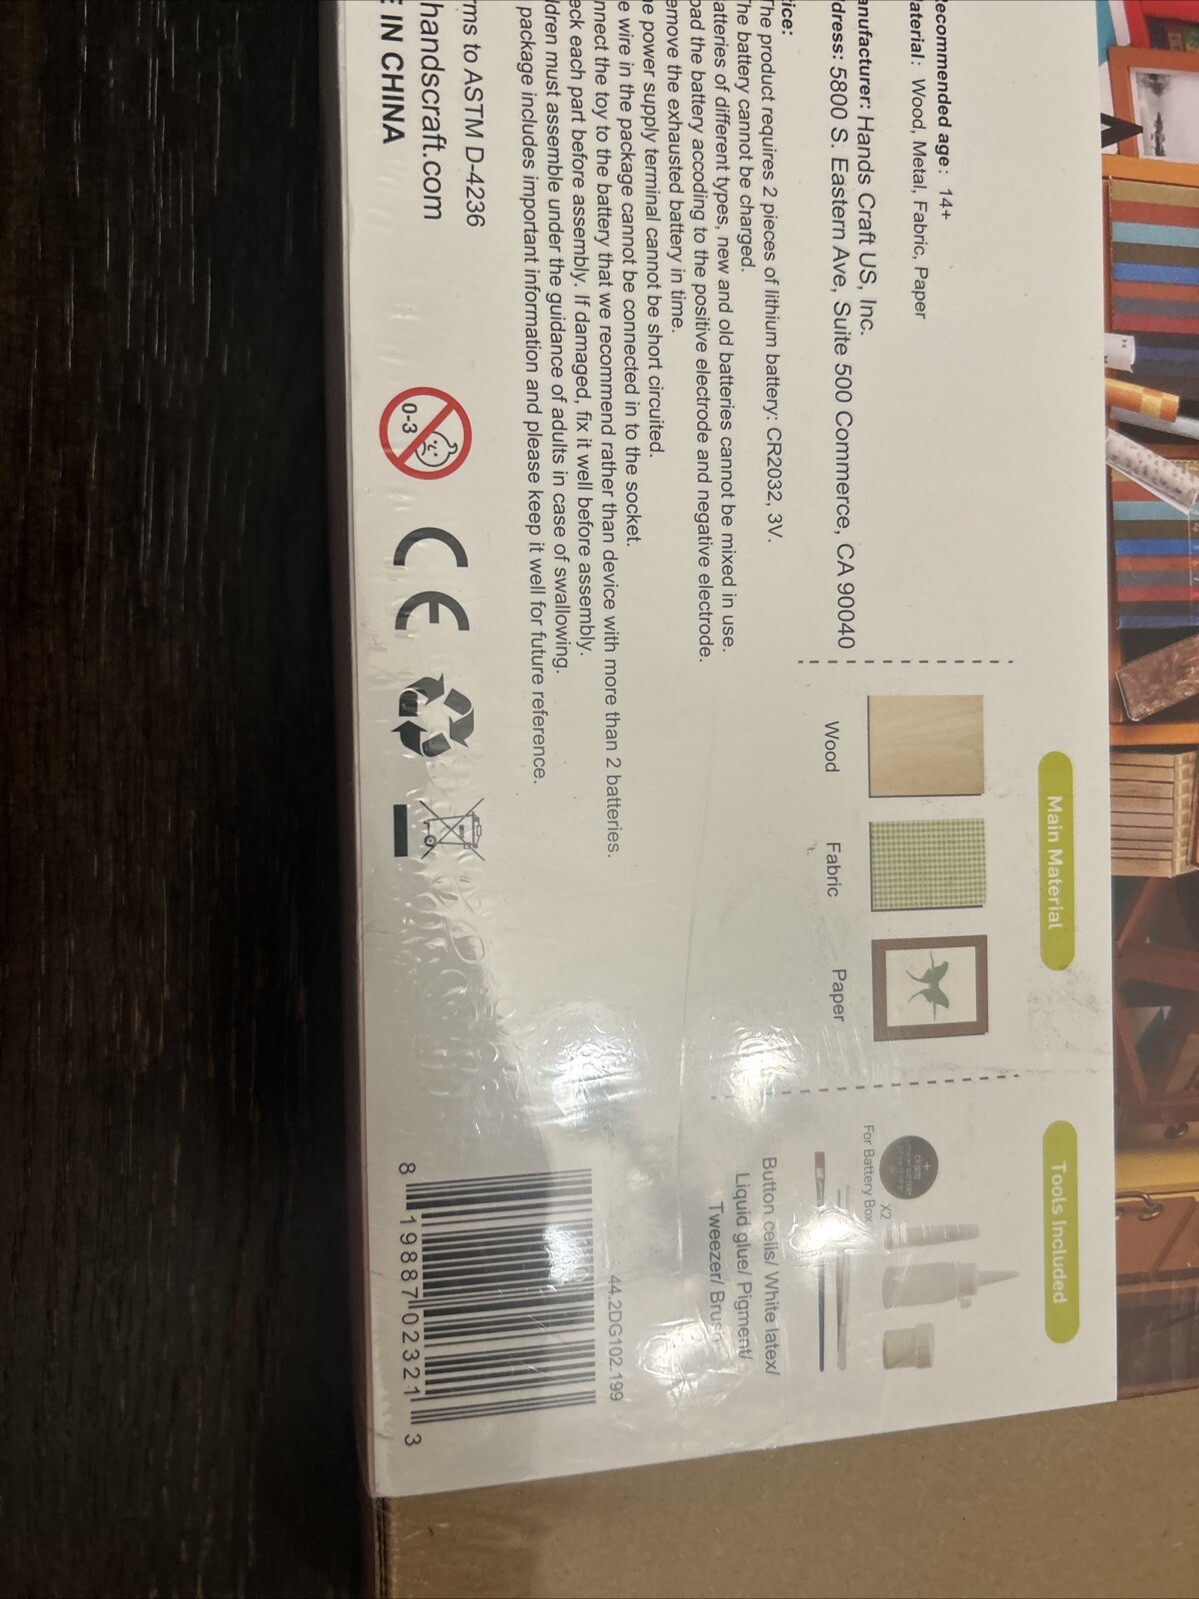 ecommended age: 14+
aterial: Wood, Metal, Fabric, Paper
anufacturer: Hands Craft US, Inc.
dress: 5800 S. Eastern Ave, Suite 500 Commerce, CA 90040
ice:
The product requires 2 pieces of lithium battery: CR2032, 3V.
The battery cannot be charged.
atteries of different types, new and old batteries cannot be mixed in use.
oad the battery accoding to the positive electrode and negative electrode.
emove the exhausted battery in time.
e power supply terminal cannot be short circuited.
e wire in the package cannot be connected in to the socket.
nnect the toy to the battery that we recommend rather than device with more than 2 batteries.
eck each part before assembly. If damaged, fix it well before assembly.
ldren must assemble under the guidance of adults in case of swallowing.
package includes important information and please keep it well for future reference.
rms to ASTM D-4236
handscraft.com
E IN CHINA
0-3
CE
Main Material
Wood
Fabric
Paper
Tools Included
X2
For Battery Box
Button cells/ White latex/
Liquid glue/ Pigment/
Tweezer/ Brus
44.2DG102.199
8 19887 02321 3